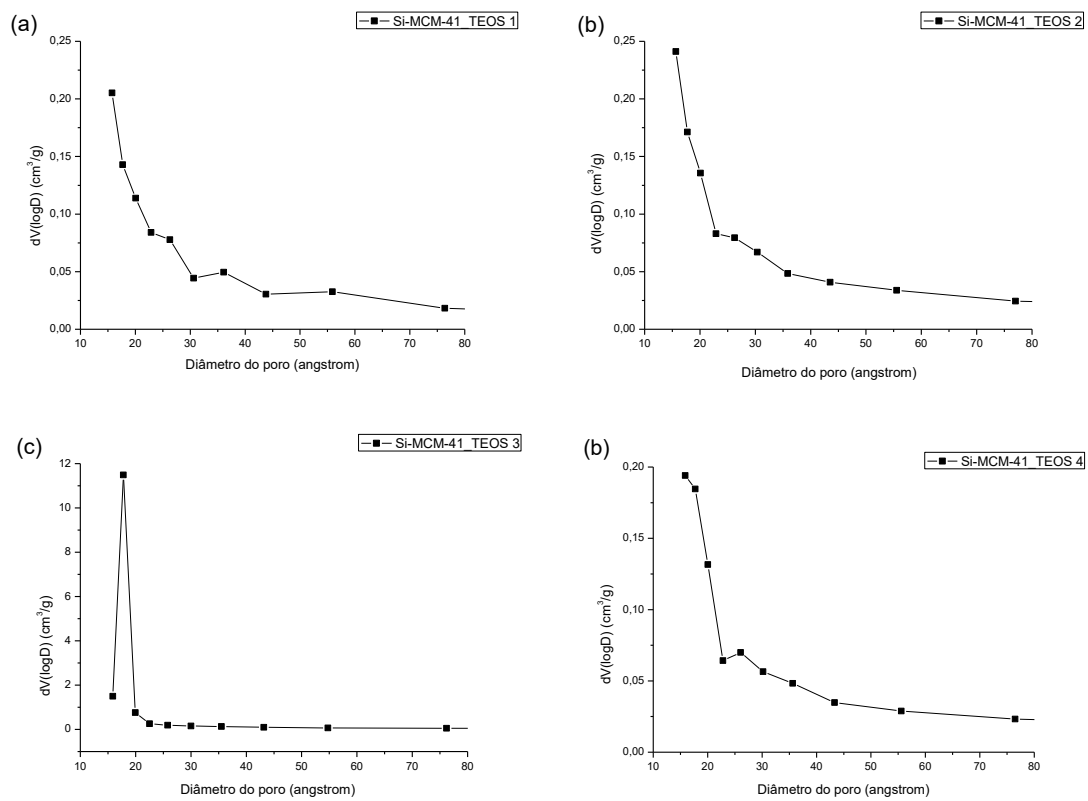 (a)
Si-MCM-41_TEOS 1
0,25
0,20
0,15
0,10
0,05
0,00
dV(logD) (cm³/g)
10 20 30 40 50 60 70 80
Diâmetro do poro (angstrom)
(b)
Si-MCM-41_TEOS 2
0,25
0,20
0,15
0,10
0,05
0,00
dV(logD) (cm³/g)
10 20 30 40 50 60 70 80
Diâmetro do poro (angstrom)
(c)
Si-MCM-41_TEOS 3
12
10
8
6
4
2
0
dV(logD) (cm³/g)
10 20 30 40 50 60 70 80
Diâmetro do poro (angstrom)
(b)
Si-MCM-41_TEOS 4
0,20
0,15
0,10
0,05
0,00
dV(logD) (cm³/g)
10 20 30 40 50 60 70 80
Diâmetro do poro (angstrom)